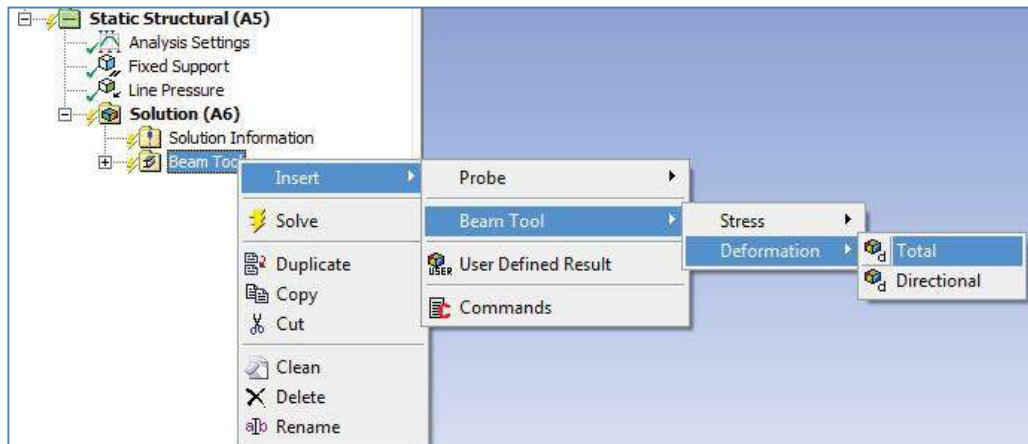 Static Structural (A5)
Analysis Settings
Fixed Support
Line Pressure
Solution (A6)
Solution Information
Beam Too
Insert
Solve
Duplicate
Copy
Cut
Clean
Delete
Rename
Probe
Beam Tool
User Defined Result
Commands
Stress
Deformation
Total
Directional